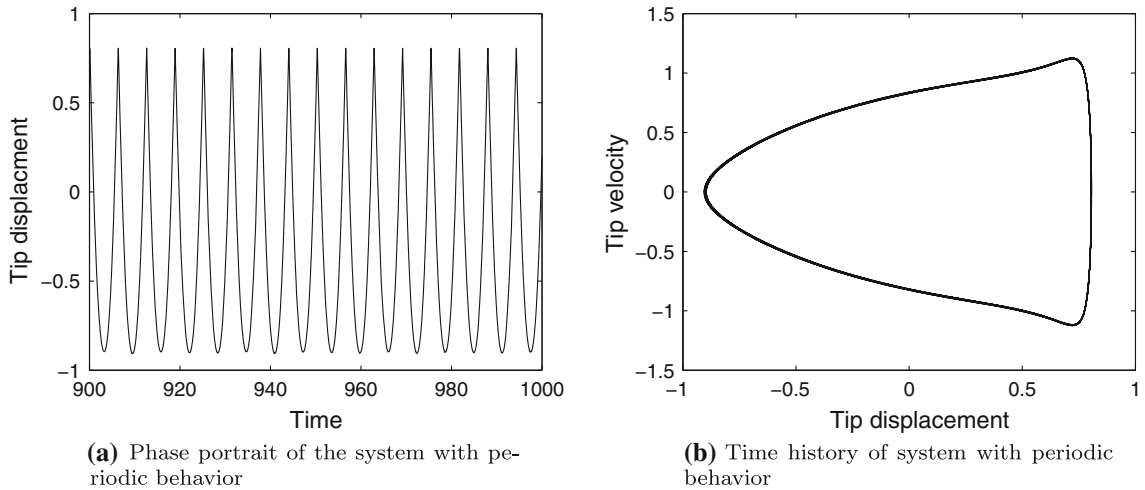 1
0.5
0
−0.5
−1
Tip displacment
900 920 940 960 980 1000
Time
(a) Phase portrait of the system with pe-
riodic behavior
1.5
1
0.5
0
−0.5
−1
−1.5
Tip velocity
−1 −0.5 0 0.5 1
Tip displacement
(b) Time history of system with periodic
behavior